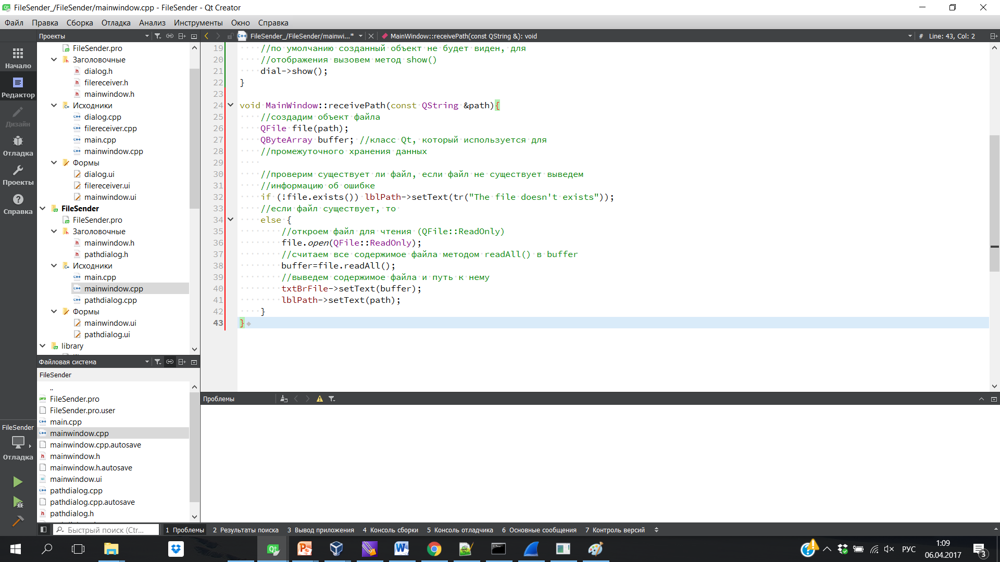 FileSender_/FileSender/mainwindow.cpp - FileSender - Qt Creator
Файл Правка Сборка Отладка Анализ Инструменты Окно Справка
Проекты
FileSender_/FileSender/mainwi...*
MainWindow::receivePath(const QString &): void
# Line: 43, Col: 2
Начало
Редактор
Дизайн
Отладка
Проекты
Справка
FileSender
Отладка
FileSender.pro
Заголовочные
dialog.h
filereceiver.h
mainwindow.h
Исходники
dialog.cpp
filereceiver.cpp
main.cpp
mainwindow.cpp
Формы
dialog.ui
filereceiver.ui
mainwindow.ui
FileSender
FileSender.pro
Заголовочные
mainwindow.h
pathdialog.h
Исходники
main.cpp
mainwindow.cpp
pathdialog.cpp
Формы
mainwindow.ui
pathdialog.ui
library
Файловая система
FileSender
..
FileSender.pro
FileSender.pro.user
main.cpp
mainwindow.cpp
mainwindow.cpp.autosave
mainwindow.h
mainwindow.h.autosave
mainwindow.ui
pathdialog.cpp
pathdialog.cpp.autosave
pathdialog.h
19 //по умолчанию созданный объект не будет виден, для
20 //отображения вызовем метод show()
21 dial->show();
22 }
23
24 void MainWindow::receivePath(const QString &path){
25 //создадим объект файла
26 QFile file(path);
27 QByteArray buffer; //класс Qt, который используется для
28 //промежуточного хранения данных
29
30 //проверим существует ли файл, если файл не существует выведем
31 //информацию об ошибке
32 if (!file.exists()) lblPath->setText(tr("The file doesn't exists"));
33 //если файл существует, то
34 else {
35 //откроем файл для чтения (QFile::ReadOnly)
36 file.open(QFile::ReadOnly);
37 //считаем все содержимое файла методом readAll() в buffer
38 buffer=file.readAll();
39 //выведем содержимое файла и путь к нему
40 txtBrFile->setText(buffer);
41 lblPath->setText(path);
42 }
43 }
Проблемы
Быстрый поиск (Ctr...
1 Проблемы 2 Результаты поиска 3 Вывод приложения 4 Консоль сборки 5 Консоль отладчика 6 Основные сообщения 7 Контроль версий
РУС
1:09
06.04.2017
3